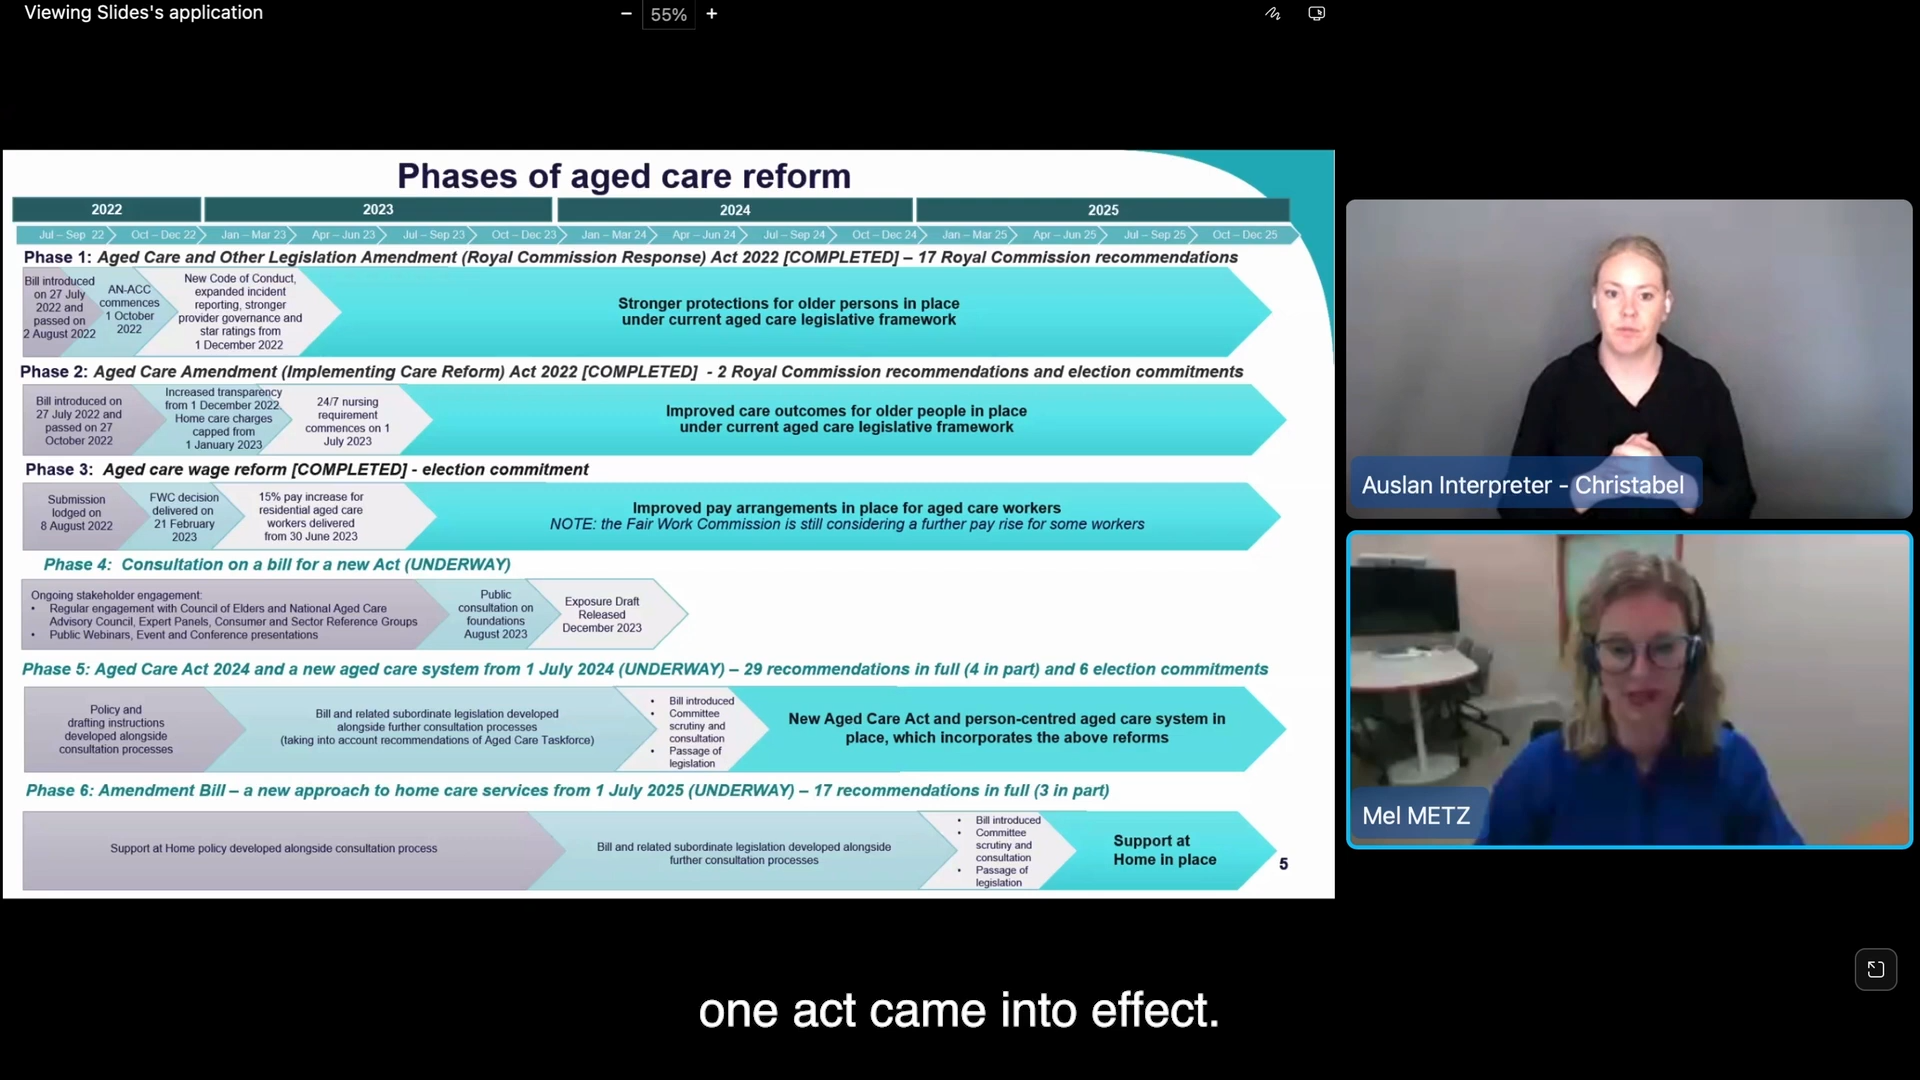 Viewing Slides's application
− 55% +
Phases of aged care reform
2022
2023
2024
2025
Jul – Sep 22
Oct – Dec 22
Jan – Mar 23
Apr – Jun 23
Jul – Sep 23
Oct – Dec 23
Jan – Mar 24
Apr – Jun 24
Jul – Sep 24
Oct – Dec 24
Jan – Mar 25
Apr – Jun 25
Jul – Sep 25
Oct – Dec 25
Phase 1: Aged Care and Other Legislation Amendment (Royal Commission Response) Act 2022 [COMPLETED] – 17 Royal Commission recommendations
Bill introduced
on 27 July
2022 and
passed on
2 August 2022
AN-ACC
commences
1 October
2022
New Code of Conduct,
expanded incident
reporting, stronger
provider governance and
star ratings from
1 December 2022
Stronger protections for older persons in place
under current aged care legislative framework
Phase 2: Aged Care Amendment (Implementing Care Reform) Act 2022 [COMPLETED] - 2 Royal Commission recommendations and election commitments
Bill introduced on
27 July 2022 and
passed on 27
October 2022
Increased transparency
from 1 December 2022.
Home care charges
capped from
1 January 2023
24/7 nursing
requirement
commences on 1
July 2023
Improved care outcomes for older people in place
under current aged care legislative framework
Phase 3: Aged care wage reform [COMPLETED] - election commitment
Submission
lodged on
8 August 2022
FWC decision
delivered on
21 February
2023
15% pay increase for
residential aged care
workers delivered
from 30 June 2023
Improved pay arrangements in place for aged care workers
NOTE: the Fair Work Commission is still considering a further pay rise for some workers
Phase 4: Consultation on a bill for a new Act (UNDERWAY)
Ongoing stakeholder engagement:
• Regular engagement with Council of Elders and National Aged Care
Advisory Council, Expert Panels, Consumer and Sector Reference Groups
• Public Webinars, Event and Conference presentations
Public
consultation on
foundations
August 2023
Exposure Draft
Released
December 2023
Phase 5: Aged Care Act 2024 and a new aged care system from 1 July 2024 (UNDERWAY) – 29 recommendations in full (4 in part) and 6 election commitments
Policy and
drafting instructions
developed alongside
consultation processes
Bill and related subordinate legislation developed
alongside further consultation processes
(taking into account recommendations of Aged Care Taskforce)
• Bill introduced
• Committee
scrutiny and
consultation
• Passage of
legislation
New Aged Care Act and person-centred aged care system in
place, which incorporates the above reforms
Phase 6: Amendment Bill – a new approach to home care services from 1 July 2025 (UNDERWAY) – 17 recommendations in full (3 in part)
Support at Home policy developed alongside consultation process
Bill and related subordinate legislation developed alongside
further consultation processes
• Bill introduced
• Committee
scrutiny and
consultation
• Passage of
legislation
Support at
Home in place
5
Auslan Interpreter - Christabel
Mel METZ
one act came into effect.